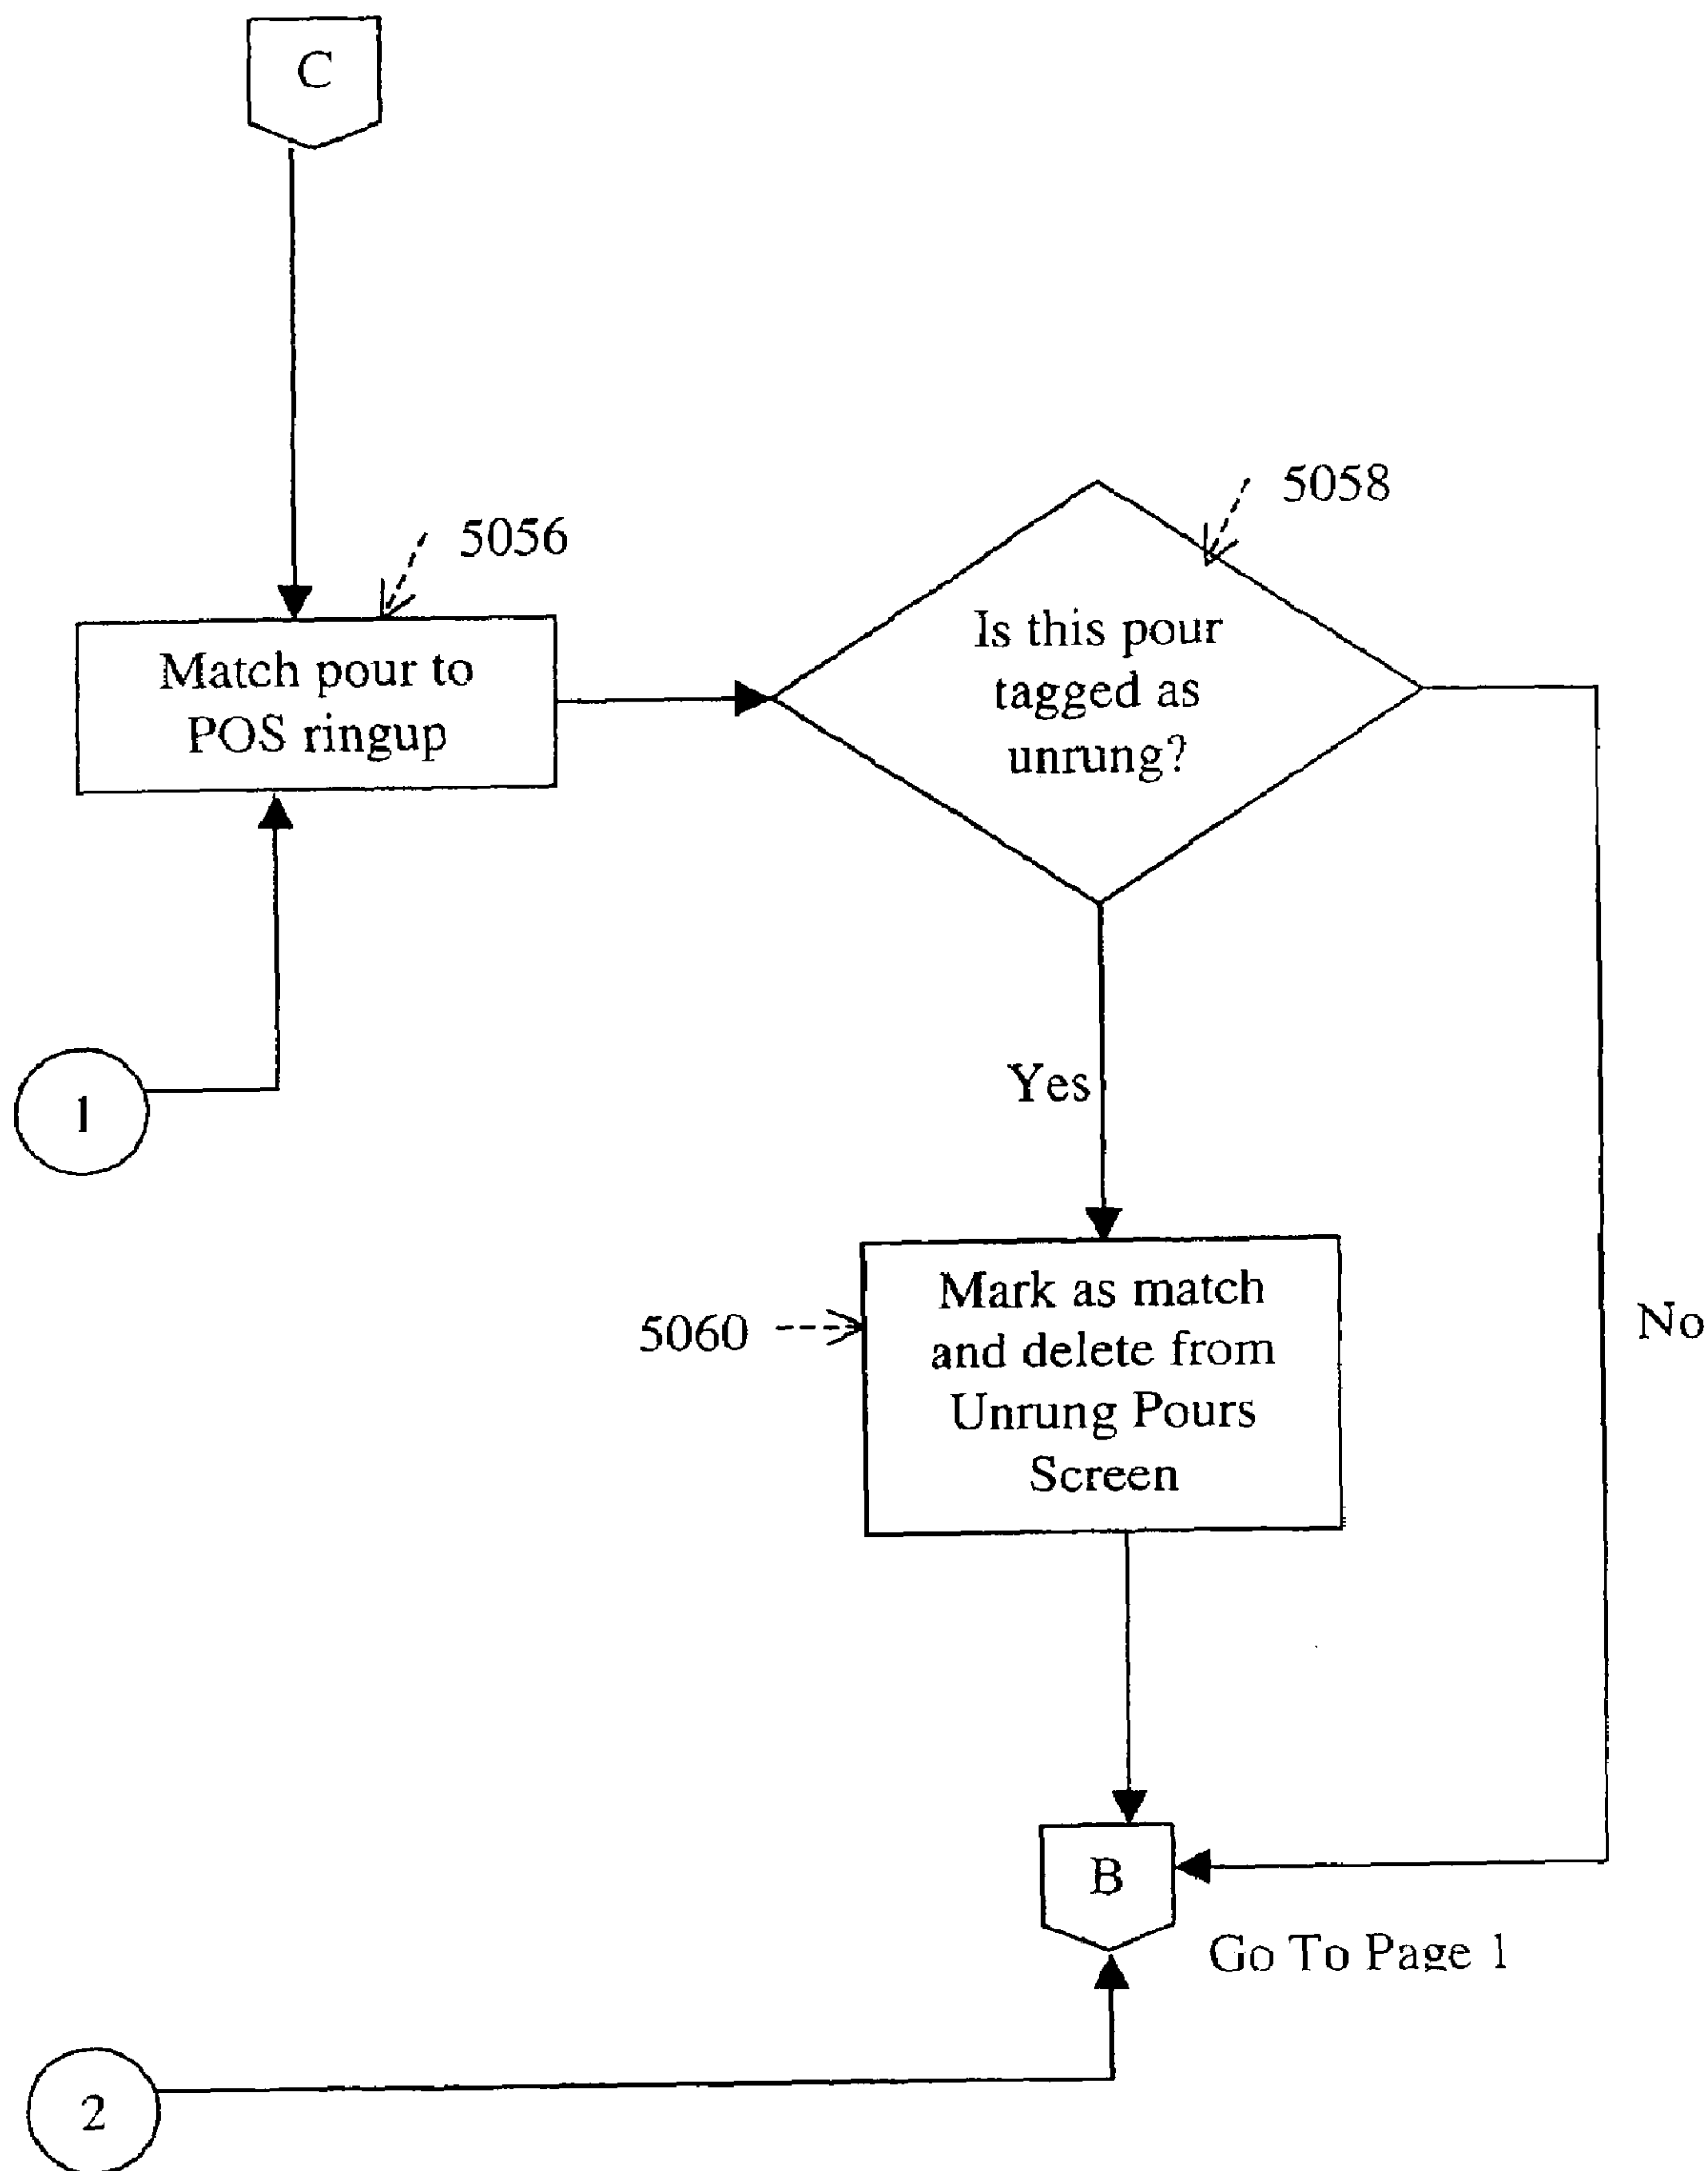 C
5056
Match pour to
POS ringup
5058
Is this pour
tagged as
unrung?
1
Yes
No
5060
Mark as match
and delete from
Unrung Pours
Screen
B
Go To Page 1
2